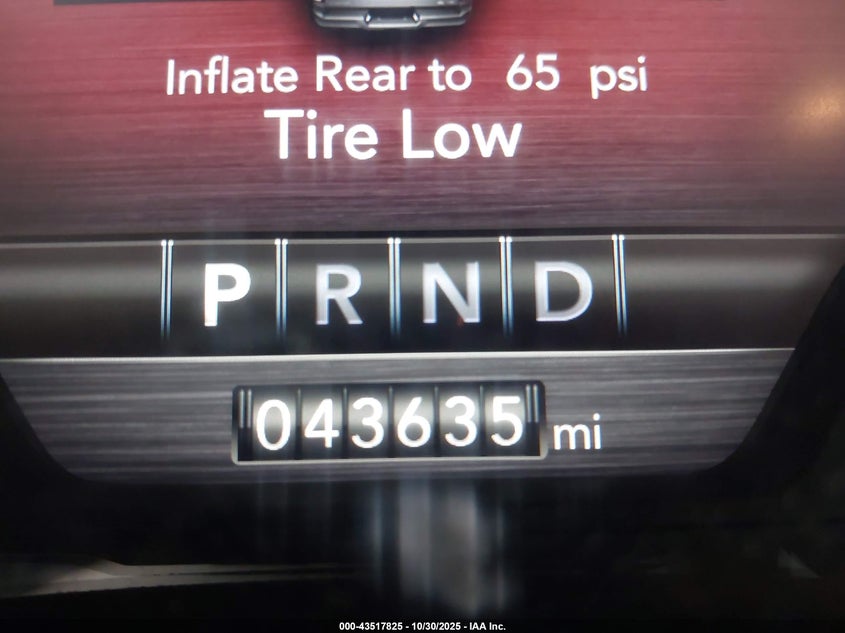 Inflate Rear to 65 psi
Tire Low
P R N D
043635 mi
000-43517825 - 10/30/2025 - IAA Inc.